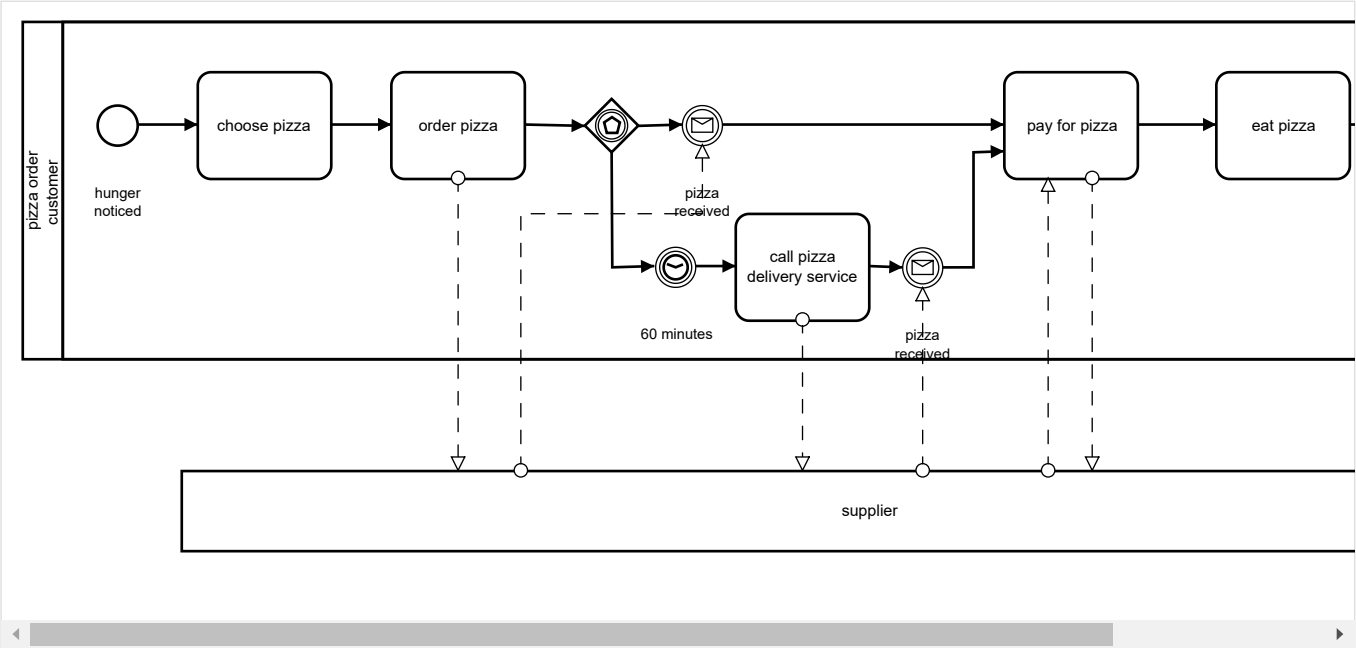 pizza order
customer
hunger
noticed
choose pizza
order pizza
pizza
received
60 minutes
call pizza
delivery service
pizza
received
pay for pizza
eat pizza
supplier